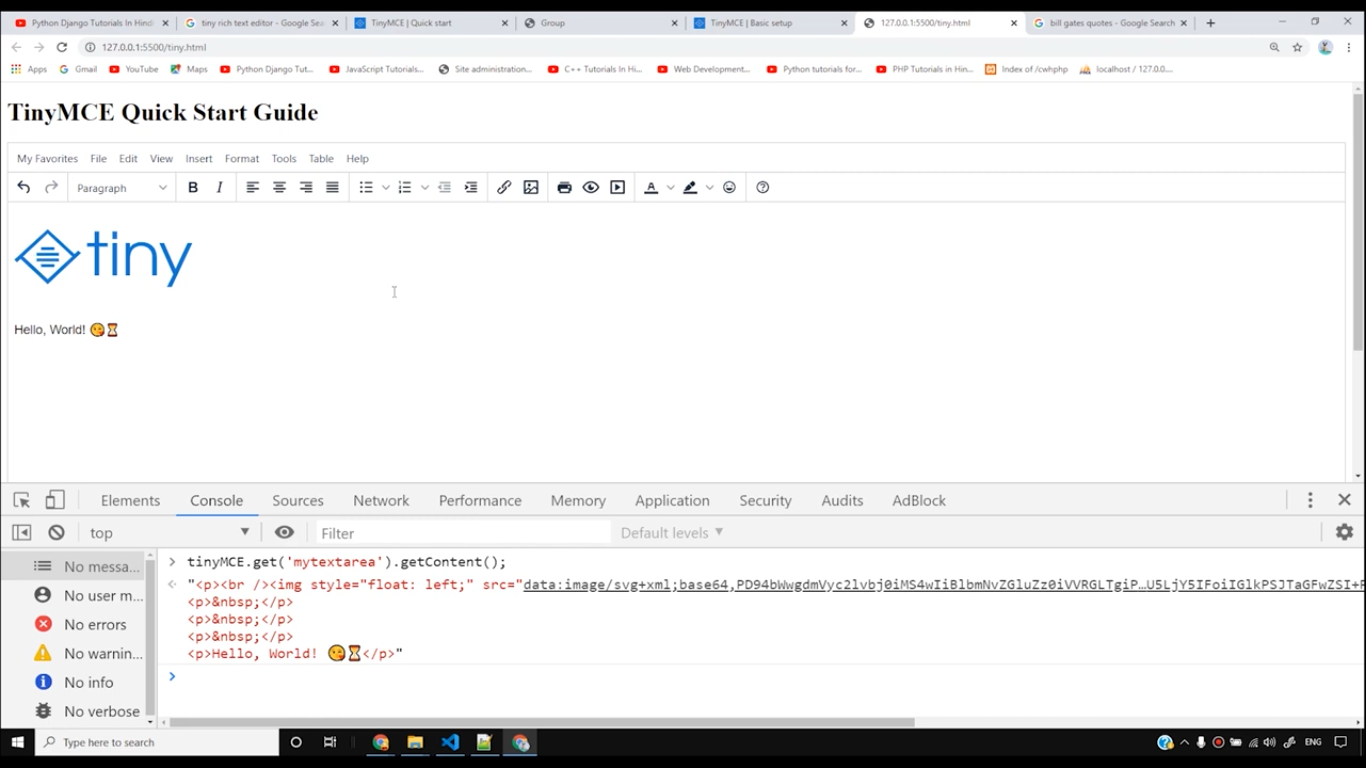 Python Django Tutorials In Hindi
tiny rich text editor - Google Sea
TinyMCE | Quick start
Group
TinyMCE | Basic setup
127.0.0.1:5500/tiny.html
bill gates quotes - Google Search
127.0.0.1:5500/tiny.html
Apps
Gmail
YouTube
Maps
Python Django Tut...
JavaScript Tutorials...
Site administration...
C++ Tutorials In Hi...
Web Development...
Python tutorials for...
PHP Tutorials in Hin...
Index of /cwhphp
localhost / 127.0.0....
TinyMCE Quick Start Guide
My Favorites File Edit View Insert Format Tools Table Help
Paragraph B I A
tiny
Hello, World! 😘⏳
Elements Console Sources Network Performance Memory Application Security Audits AdBlock
top Filter Default levels ▼
No messa...
No user m...
No errors
No warnin...
No info
No verbose
> tinyMCE.get('mytextarea').getContent();
"<p><br /><img style="float: left;" src="data:image/svg+xml;base64,PD94bWwgdmVyc2lvbj0iMS4wIiBlbmNvZGluZz0iVVRGLTgiP…U5LjY5IFoiIGlkPSJTaGFwZSI+
<p>&nbsp;</p>
<p>&nbsp;</p>
<p>&nbsp;</p>
<p>Hello, World! 😘⏳</p>"
>
Type here to search
ENG